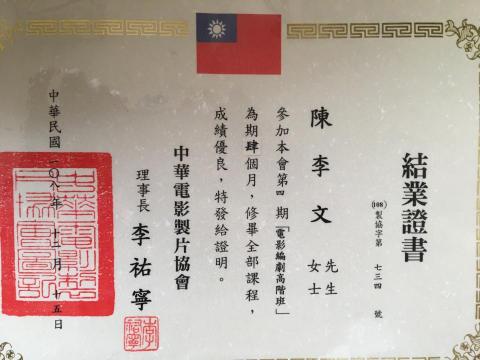 結業證書
(108)製協字第 七三四 號
陳李文 先生
女士
參加本會第四期「電影編劇高階班」
為期肆個月,修畢全部課程,
成績優良,特發給證明。
中華電影製片協會
理事長 李祐寧
中華民國一〇八年十二月十五日